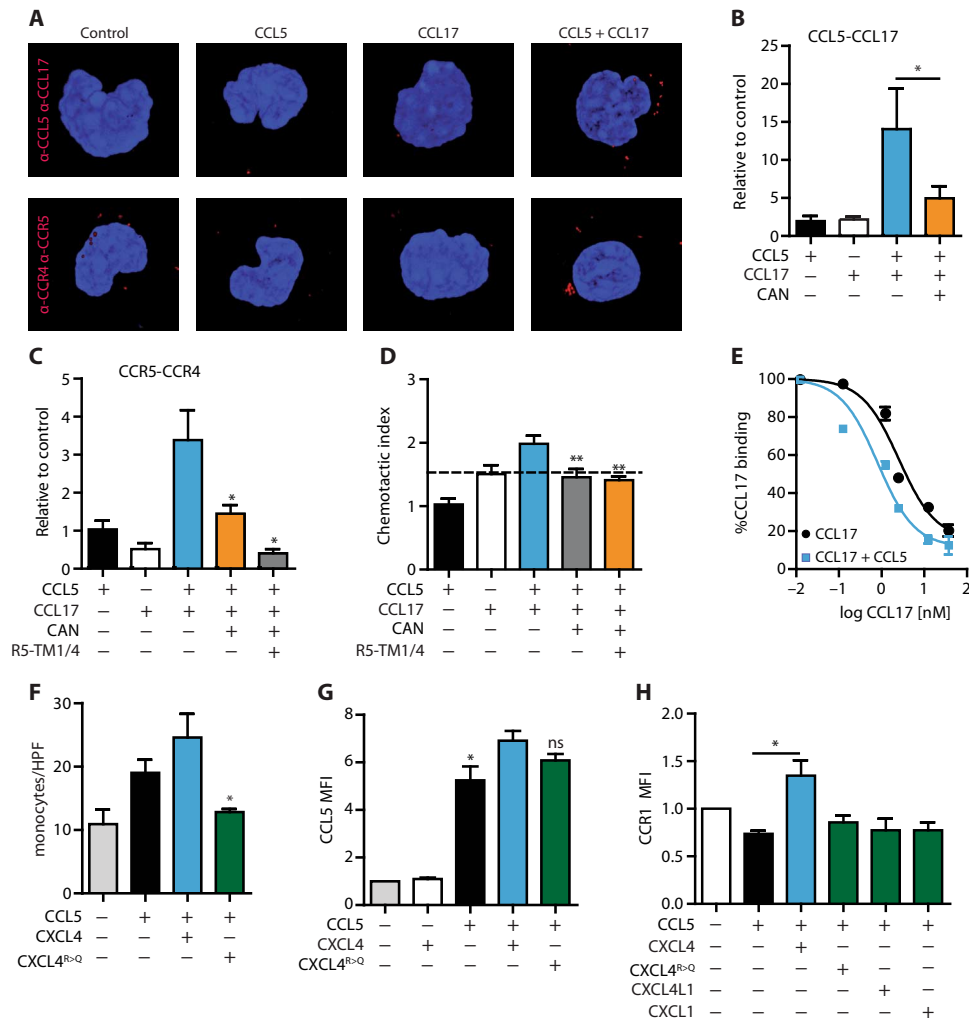 A
Control
CCL5
CCL17
CCL5 + CCL17
α-CCL5 α-CCL17
α-CCR4 α-CCR5
B
CCL5-CCL17
Relative to control
25
20
15
10
5
0
*
CCL5 + − + +
CCL17 − + + +
CAN − − − +
C
CCR5-CCR4
Relative to control
5
4
3
2
1
0
*
*
CCL5 + − + + +
CCL17 − + + + +
CAN − − − + +
R5-TM1/4 − − − − +
D
Chemotactic index
3
2
1
0
**
**
CCL5 + − + + +
CCL17 − + + + +
CAN − − − + +
R5-TM1/4 − − − − +
E
%CCL17 binding
100
80
60
40
20
0
CCL17
CCL17 + CCL5
−2 −1 0 1 2
log CCL17 [nM]
F
monocytes/HPF
30
20
10
0
*
CCL5 − + + +
CXCL4 − − + −
CXCL4R>Q − − − +
G
CCL5 MFI
8
6
4
2
0
*
ns
CCL5 − − + + +
CXCL4 − + − + −
CXCL4R>Q − − − − +
H
CCR1 MFI
2.0
1.5
1.0
0.5
0.0
*
CCL5 − + + + + +
CXCL4 − − + − − −
CXCL4R>Q − − − + − −
CXCL4L1 − − − − + −
CXCL1 − − − − − +